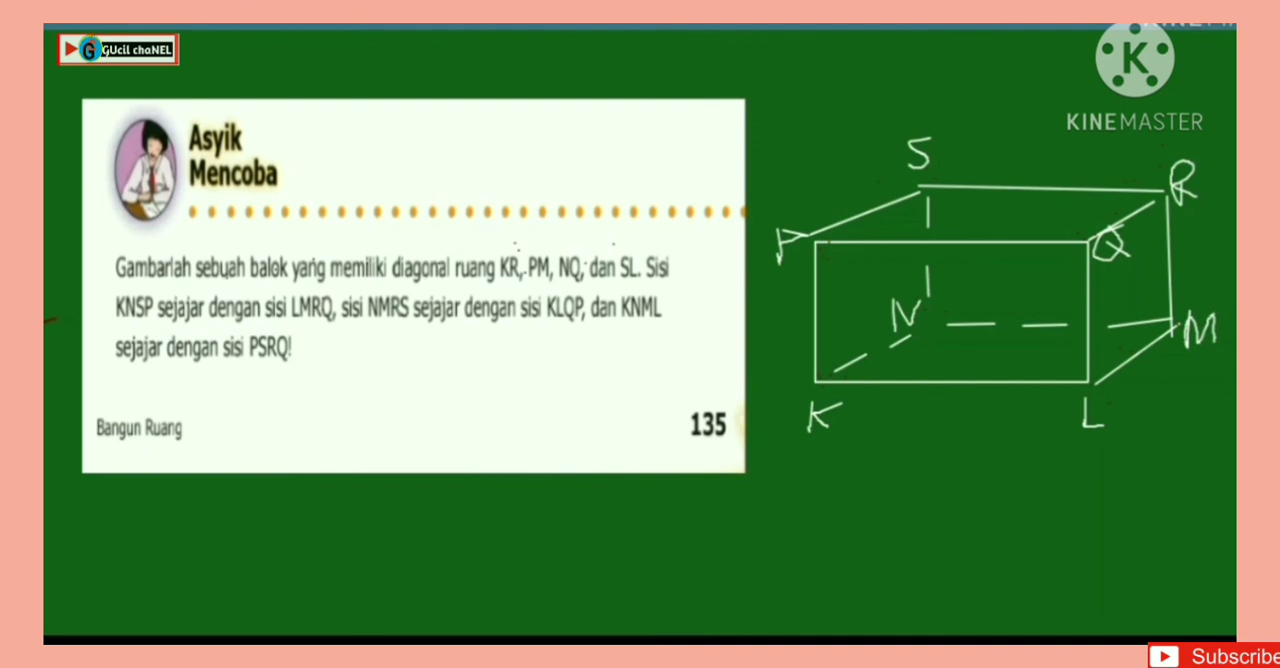 GUcil chaNEL
KINEMASTER
Asyik
Mencoba
Gambarlah sebuah balok yang memiliki diagonal ruang KR, PM, NQ, dan SL. Sisi
KNSP sejajar dengan sisi LMRQ, sisi NMRS sejajar dengan sisi KLQP, dan KNML
sejajar dengan sisi PSRQ!
Bangun Ruang 135
S
R
P
Q
N
M
K
L
Subscribe